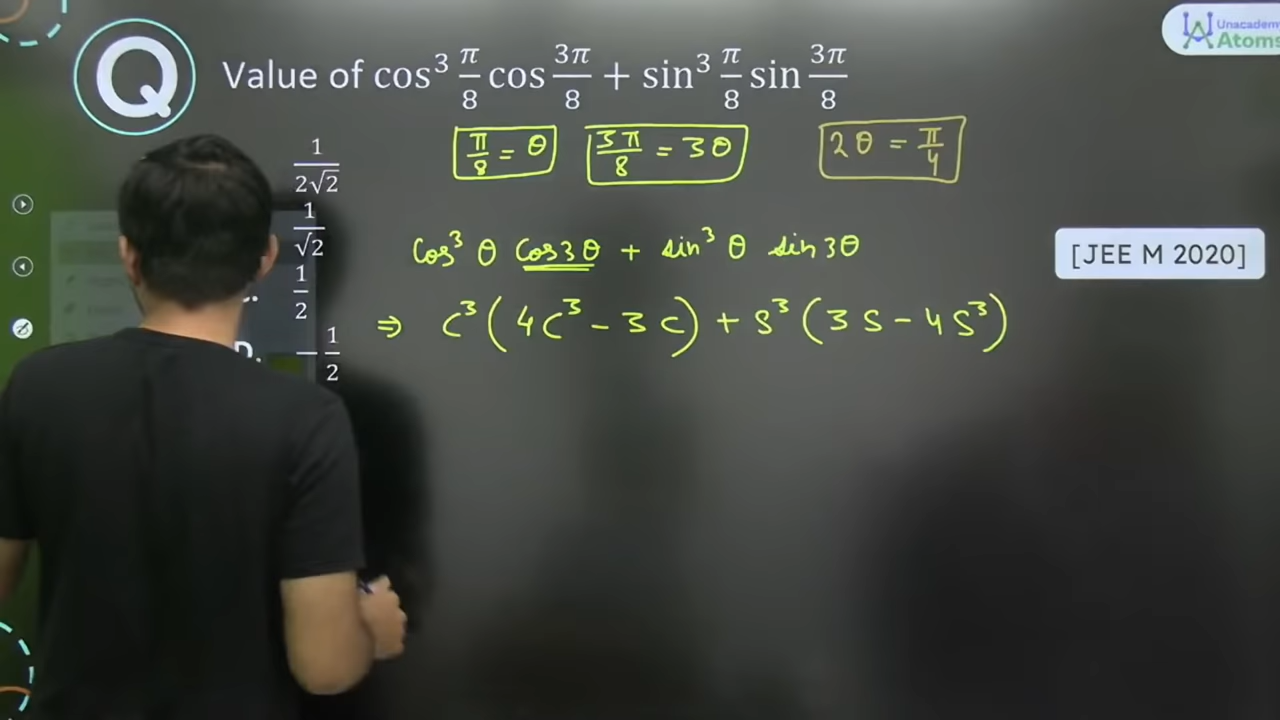 Unacademy
Atoms
Q Value of cos³ π/8 cos 3π/8 + sin³ π/8 sin 3π/8
π/8 = θ 3π/8 = 3θ 2θ = π/4
1/2√2
1/√2
1/2
D. -1/2
cos³ θ cos3θ + sin³ θ sin 3θ
[JEE M 2020]
⇒ C³(4C³ - 3C) + S³(3S - 4S³)